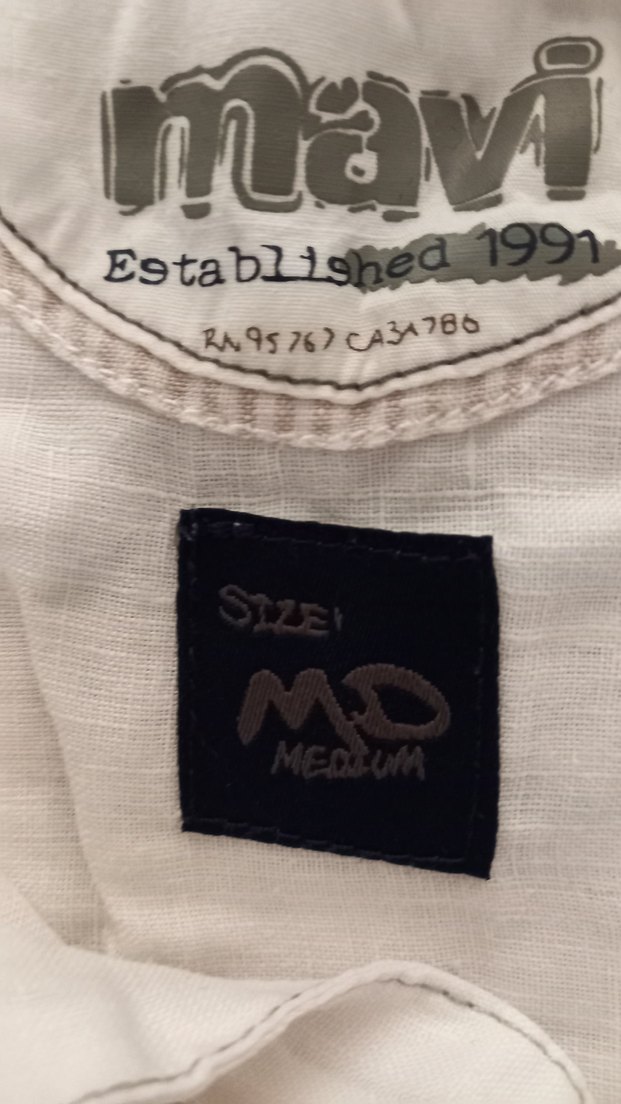 mavi
Established 1991
RN 95767 CA34786
SIZE:
MD
MEDIUM